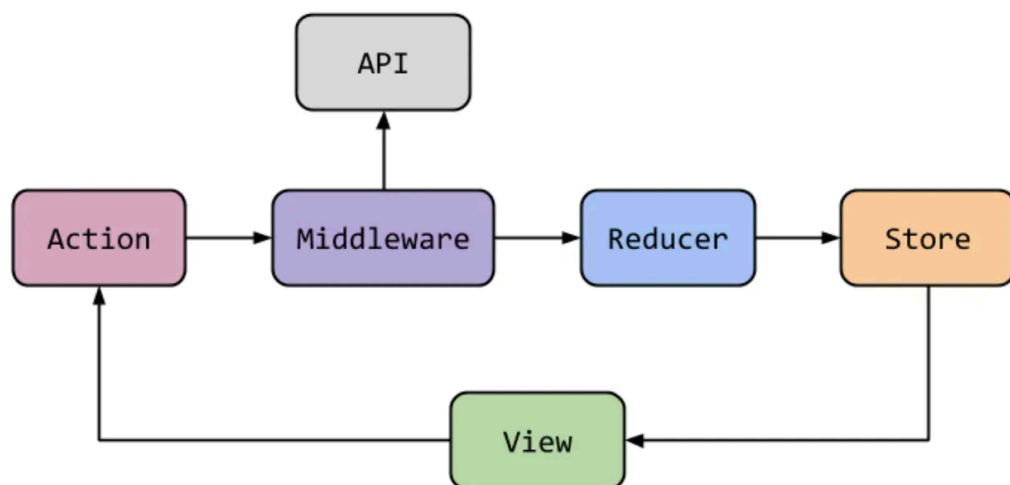 API
Action
Middleware
Reducer
Store
View